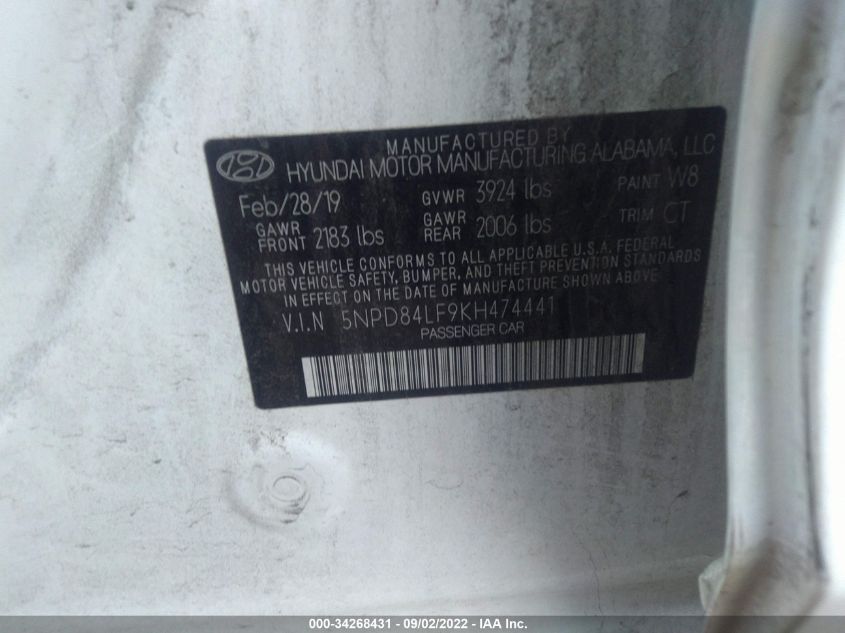 MANUFACTURED BY
HYUNDAI MOTOR MANUFACTURING ALABAMA, LLC
Feb/28/19 GVWR 3924 lbs PAINT W8
GAWR FRONT 2183 lbs GAWR REAR 2006 lbs TRIM CT
THIS VEHICLE CONFORMS TO ALL APPLICABLE U.S.A. FEDERAL
MOTOR VEHICLE SAFETY, BUMPER, AND THEFT PREVENTION STANDARDS
IN EFFECT ON THE DATE OF MANUFACTURE SHOWN ABOVE.
V.I.N 5NPD84LF9KH474441
PASSENGER CAR
000-34268431 - 09/02/2022 - IAA Inc.